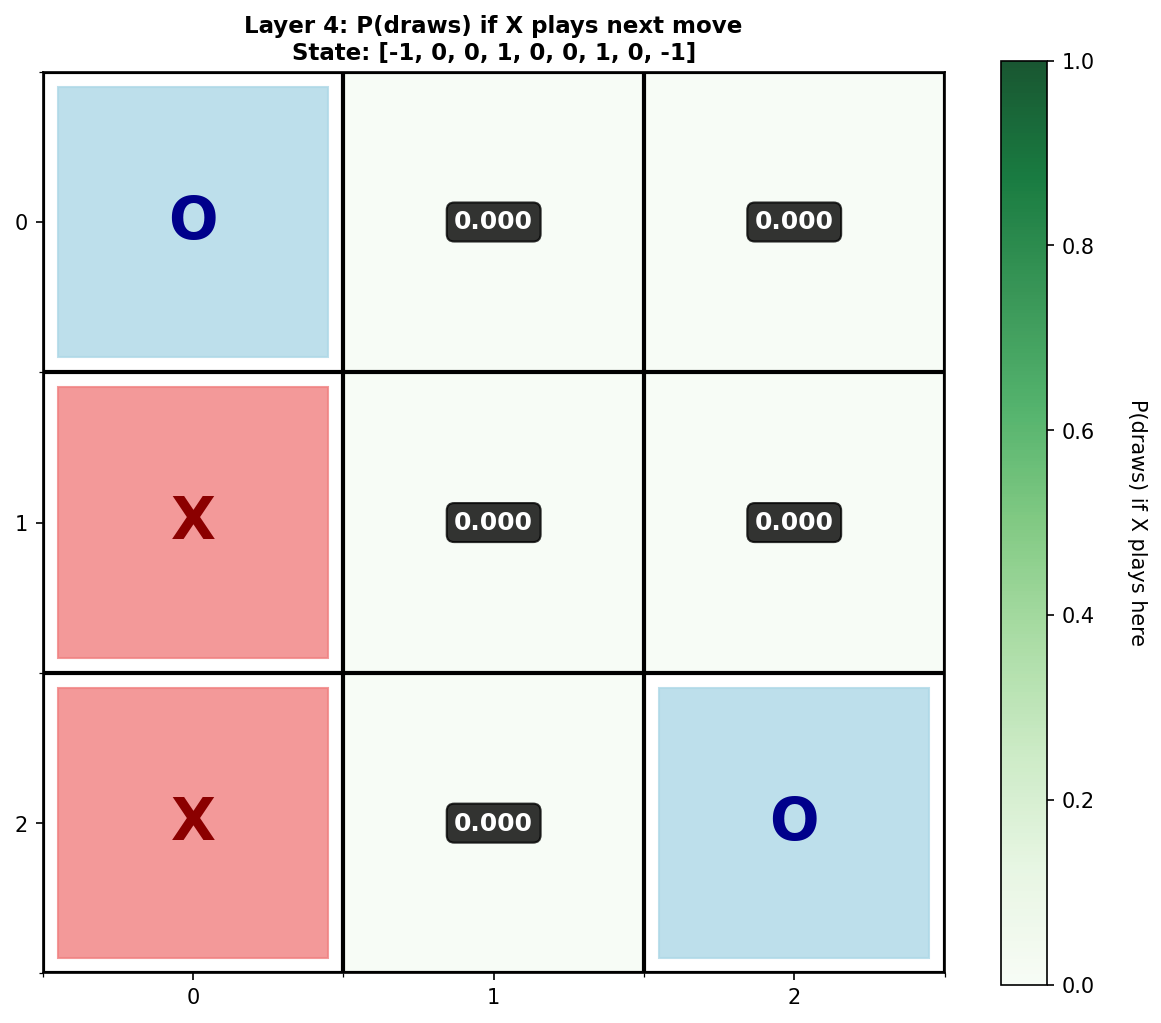 Layer 4: P(draws) if X plays next move
State: [-1, 0, 0, 1, 0, 0, 1, 0, -1]
0
O
0.000
0.000
1
X
0.000
0.000
2
X
0.000
O
0
1
2
1.0
0.8
0.6
0.4
0.2
0.0
P(draws) if X plays here